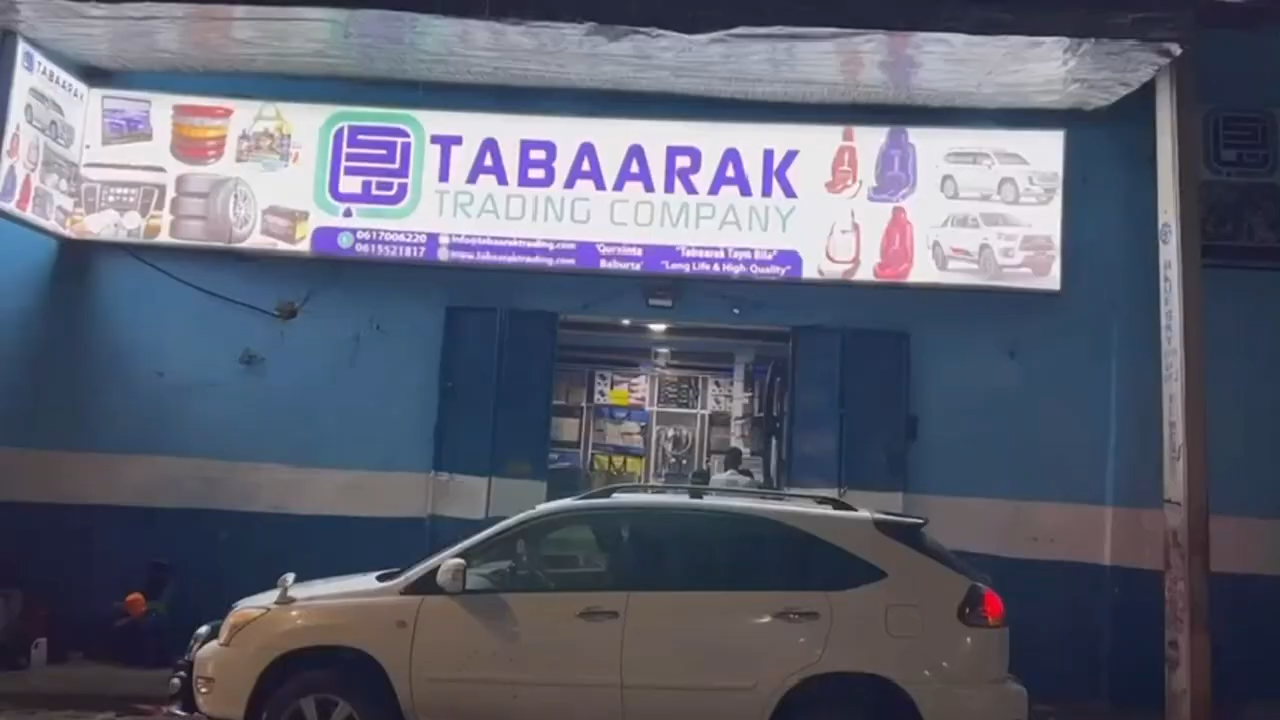 TABAARAK
TABAARAK
TRADING COMPANY
0617006220
0615521817
info@tabaaraktrading.com
www.tabaaraktrading.com
'Qurxinta
Baburta'
"Tabaarak Tayo Bila"
"Long Life & High Quality"